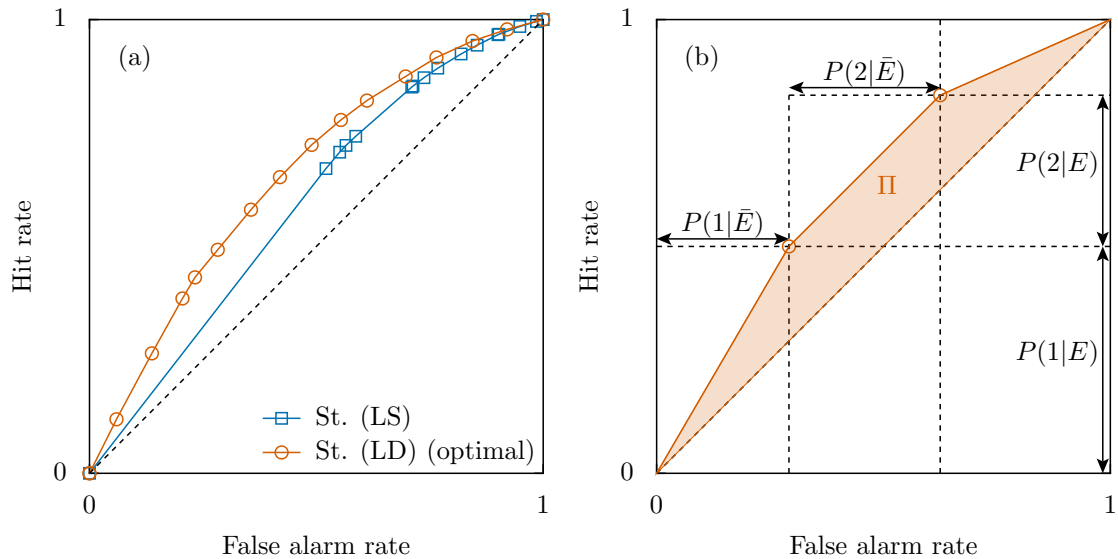 1
(a)
Hit rate
St. (LS)
St. (LD) (optimal)
0
0
1
False alarm rate
1
(b)
P(2|Ē)
P(2|E)
Π
P(1|Ē)
Hit rate
P(1|E)
0
0
1
False alarm rate